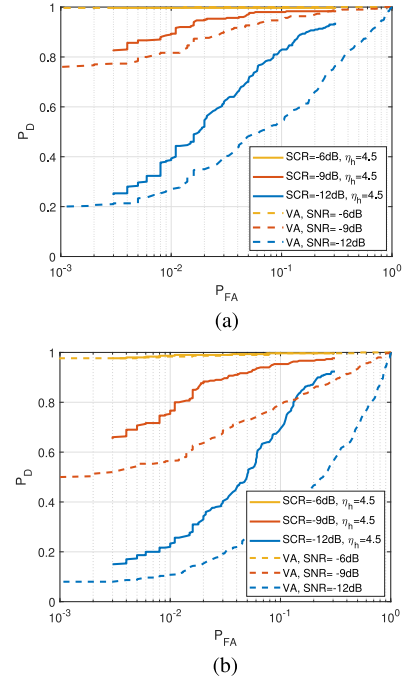 1
0.8
0.6
0.4
0.2
0
P_D
10^-3
10^-2
10^-1
10^0
P_FA
SCR=-6dB, η_h=4.5
SCR=-9dB, η_h=4.5
SCR=-12dB, η_h=4.5
VA, SNR= -6dB
VA, SNR= -9dB
VA, SNR=-12dB
(a)
1
0.8
0.6
0.4
0.2
0
P_D
10^-3
10^-2
10^-1
10^0
P_FA
SCR=-6dB, η_h=4.5
SCR=-9dB, η_h=4.5
SCR=-12dB, η_h=4.5
VA, SNR= -6dB
VA, SNR= -9dB
VA, SNR=-12dB
(b)